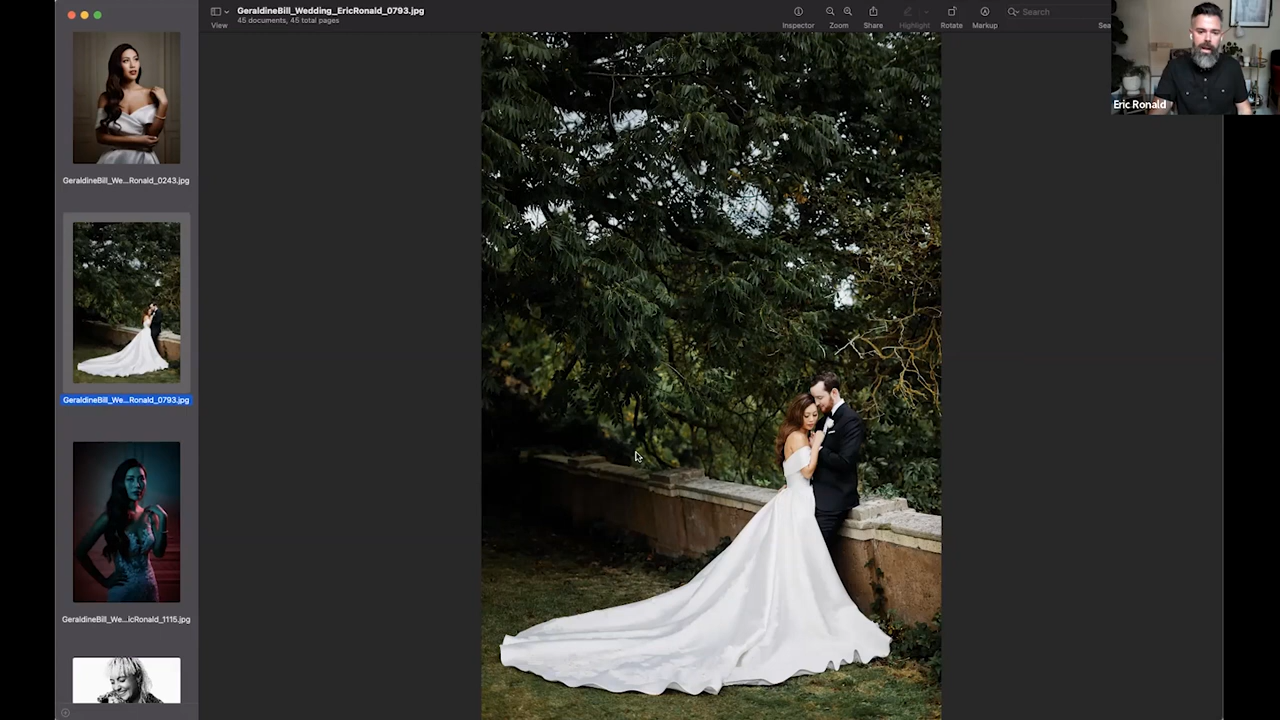 GeraldineBill_Wedding_EricRonald_0793.jpg
45 documents, 45 total pages
View
Inspector
Zoom
Share
Highlight
Rotate
Markup
Search
Sea
Eric Ronald
GeraldineBill_We...Ronald_0243.jpg
GeraldineBill_We...Ronald_0793.jpg
GeraldineBill_We...icRonald_1115.jpg